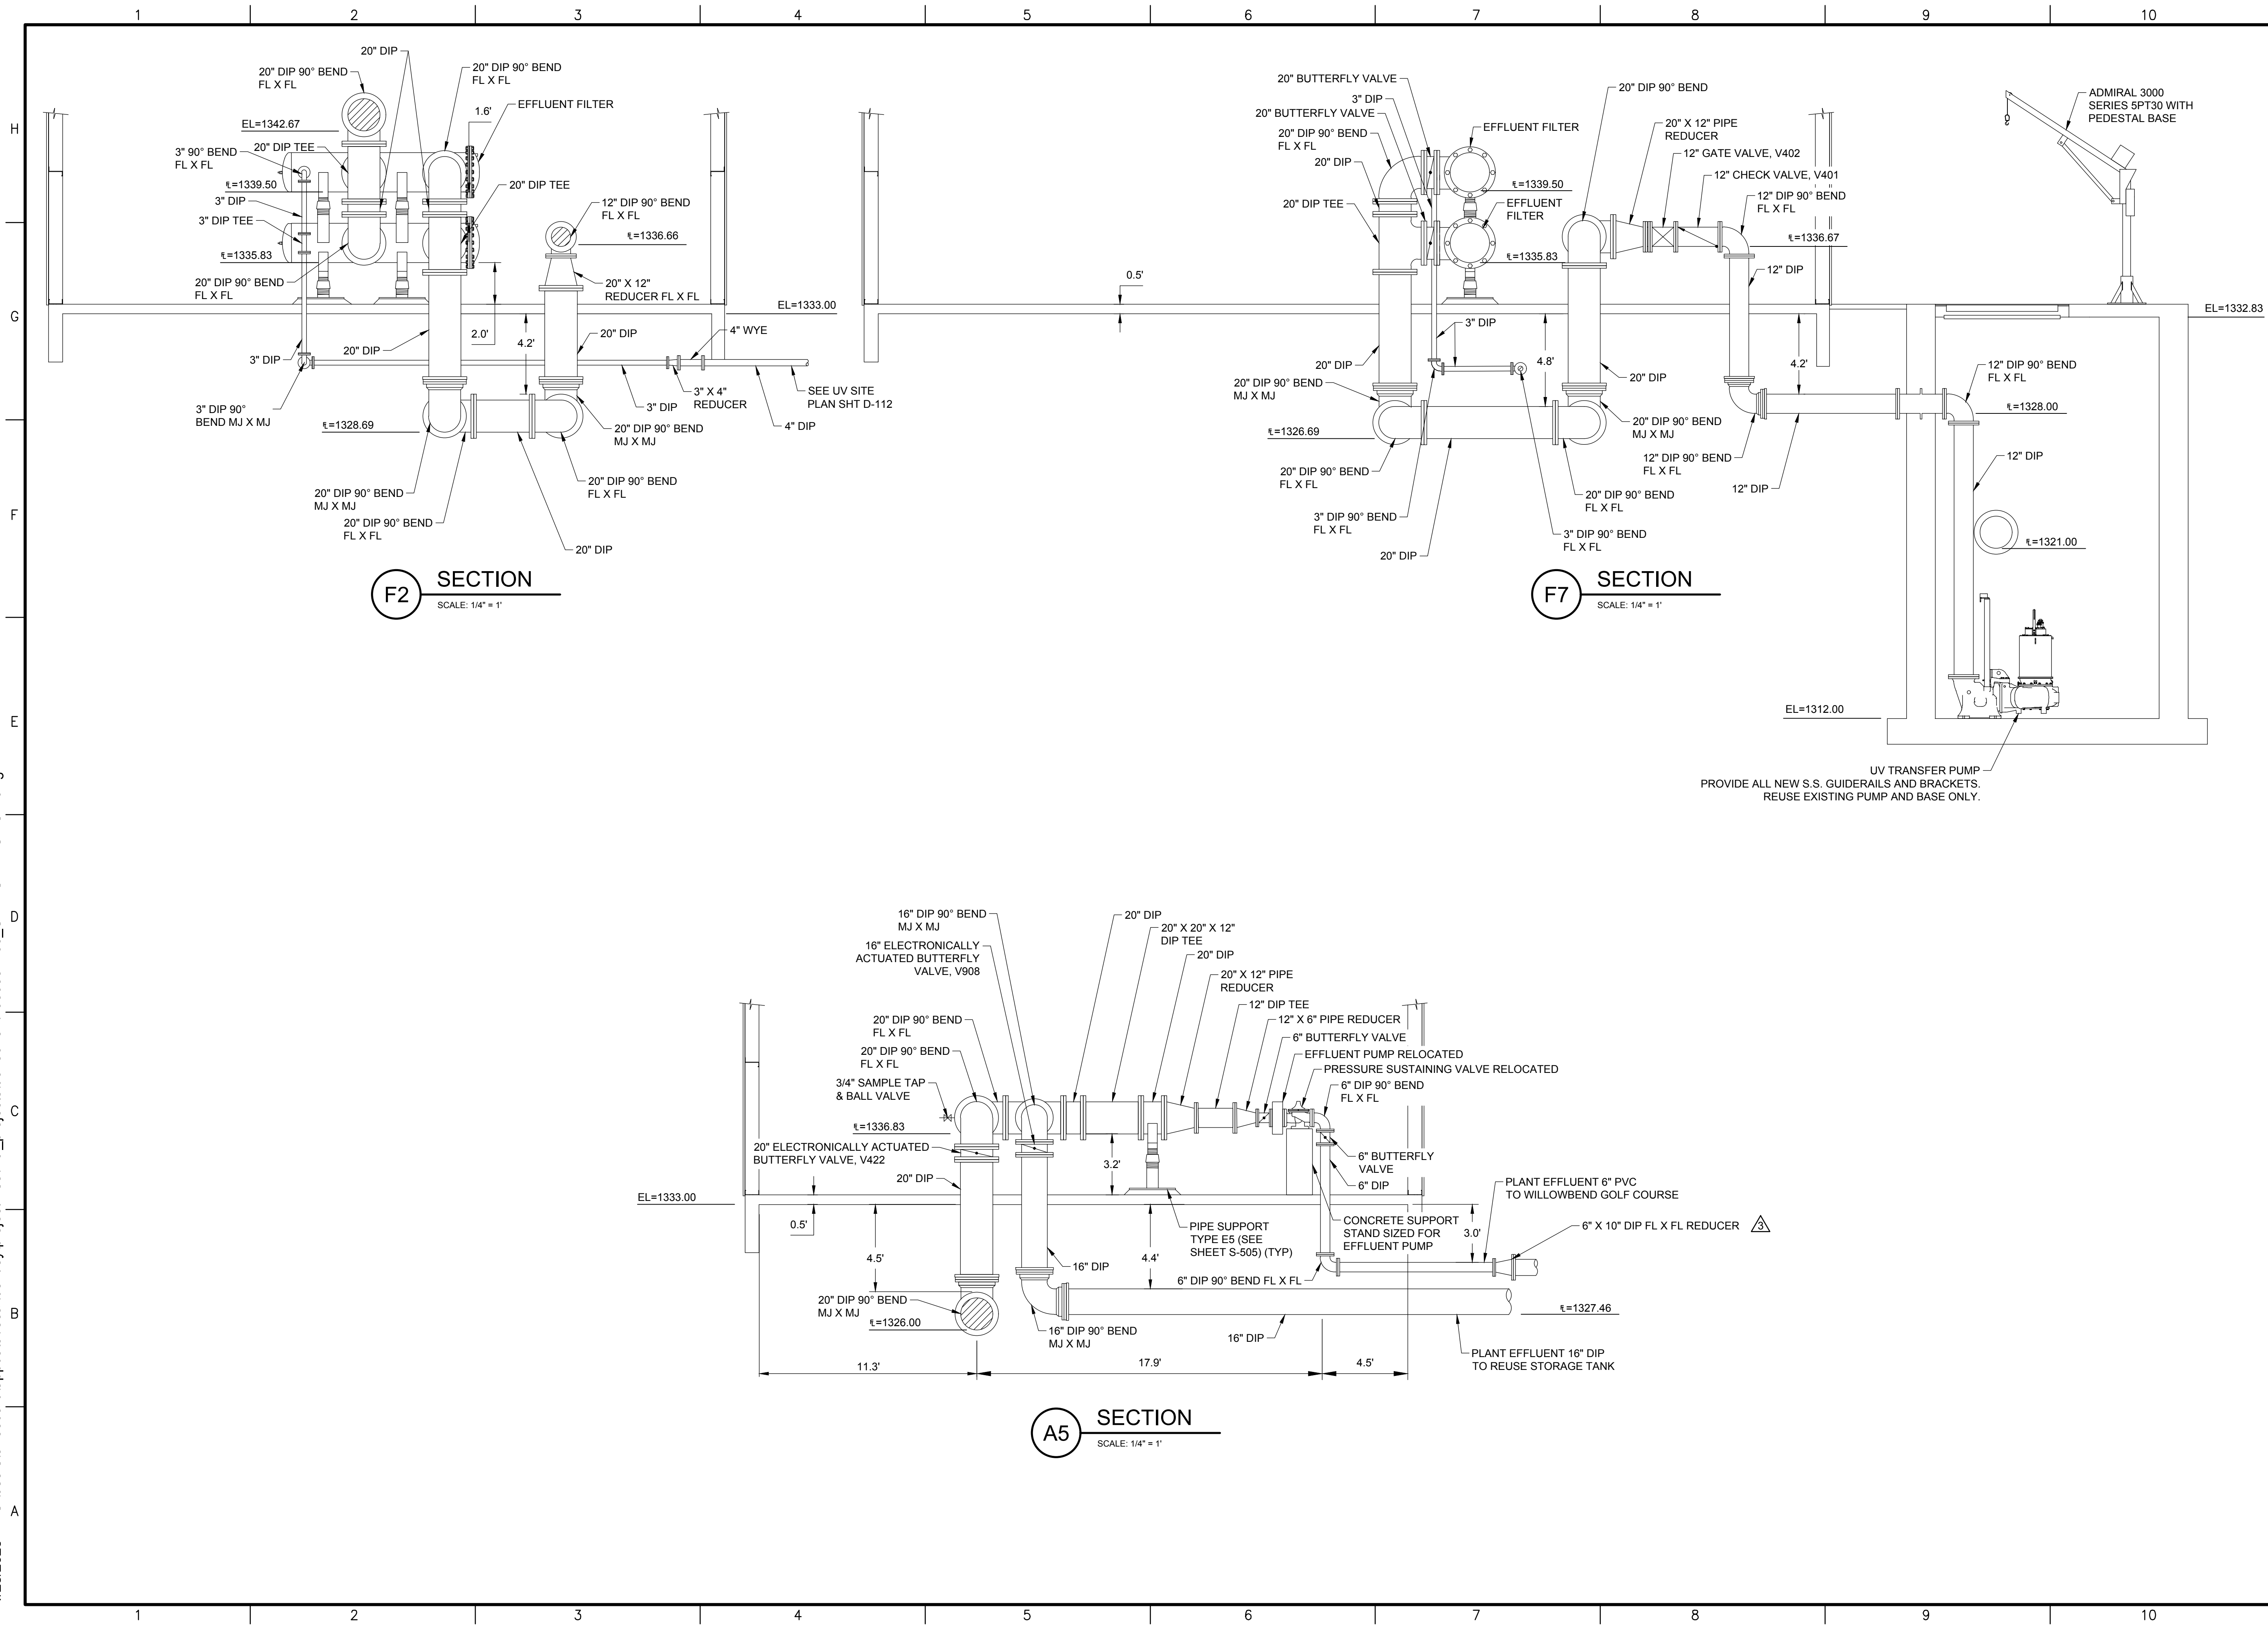 1 2 3 4 5 6 7 8 9 10
H
G
F
E
D
C
B
A
20" DIP
20" DIP 90° BEND
FL X FL
20" DIP 90° BEND
FL X FL
1.6'
EFFLUENT FILTER
EL=1342.67
3" 90° BEND
FL X FL
20" DIP TEE
℄=1339.50
3" DIP
3" DIP TEE
℄=1335.83
20" DIP 90° BEND
FL X FL
20" DIP TEE
12" DIP 90° BEND
FL X FL
℄=1336.66
20" X 12"
REDUCER FL X FL
EL=1333.00
2.0'
4.2'
20" DIP
4" WYE
3" DIP
20" DIP
3" DIP 90°
BEND MJ X MJ
℄=1328.69
3" X 4"
REDUCER
3" DIP
SEE UV SITE
PLAN SHT D-112
4" DIP
20" DIP 90° BEND
MJ X MJ
20" DIP 90° BEND
FL X FL
20" DIP 90° BEND
MJ X MJ
20" DIP 90° BEND
FL X FL
20" DIP
F2
SECTION
SCALE: 1/4" = 1'
20" BUTTERFLY VALVE
3" DIP
20" BUTTERFLY VALVE
20" DIP 90° BEND
FL X FL
20" DIP
20" DIP TEE
EFFLUENT FILTER
℄=1339.50
EFFLUENT
FILTER
℄=1335.83
20" DIP 90° BEND
20" X 12" PIPE
REDUCER
12" GATE VALVE, V402
12" CHECK VALVE, V401
12" DIP 90° BEND
FL X FL
℄=1336.67
12" DIP
ADMIRAL 3000
SERIES 5PT30 WITH
PEDESTAL BASE
0.5'
EL=1332.83
3" DIP
20" DIP
4.8'
4.2'
20" DIP 90° BEND
MJ X MJ
20" DIP
12" DIP 90° BEND
FL X FL
℄=1328.00
℄=1326.69
20" DIP 90° BEND
MJ X MJ
20" DIP 90° BEND
FL X FL
12" DIP 90° BEND
FL X FL
12" DIP
12" DIP
20" DIP 90° BEND
FL X FL
3" DIP 90° BEND
FL X FL
3" DIP 90° BEND
FL X FL
20" DIP
℄=1321.00
F7
SECTION
SCALE: 1/4" = 1'
EL=1312.00
UV TRANSFER PUMP
PROVIDE ALL NEW S.S. GUIDERAILS AND BRACKETS.
REUSE EXISTING PUMP AND BASE ONLY.
16" DIP 90° BEND
MJ X MJ
16" ELECTRONICALLY
ACTUATED BUTTERFLY
VALVE, V908
20" DIP
20" X 20" X 12"
DIP TEE
20" DIP
20" X 12" PIPE
REDUCER
12" DIP TEE
12" X 6" PIPE REDUCER
6" BUTTERFLY VALVE
EFFLUENT PUMP RELOCATED
PRESSURE SUSTAINING VALVE RELOCATED
6" DIP 90° BEND
FL X FL
20" DIP 90° BEND
FL X FL
20" DIP 90° BEND
FL X FL
3/4" SAMPLE TAP
& BALL VALVE
℄=1336.83
20" ELECTRONICALLY ACTUATED
BUTTERFLY VALVE, V422
20" DIP
3.2'
6" BUTTERFLY
VALVE
6" DIP
EL=1333.00
0.5'
4.5'
4.4'
PIPE SUPPORT
TYPE E5 (SEE
SHEET S-505) (TYP)
CONCRETE SUPPORT
STAND SIZED FOR
EFFLUENT PUMP
3.0'
PLANT EFFLUENT 6" PVC
TO WILLOWBEND GOLF COURSE
6" X 10" DIP FL X FL REDUCER 3
16" DIP
6" DIP 90° BEND FL X FL
20" DIP 90° BEND
MJ X MJ
℄=1326.00
℄=1327.46
16" DIP 90° BEND
MJ X MJ
16" DIP
PLANT EFFLUENT 16" DIP
TO REUSE STORAGE TANK
11.3'
17.9'
4.5'
A5
SECTION
SCALE: 1/4" = 1'
1 2 3 4 5 6 7 8 9 10